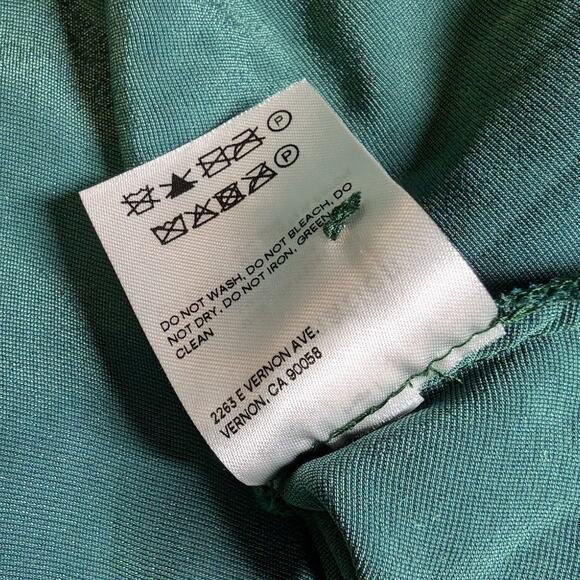 P
P
DO NOT WASH, DO NOT BLEACH, DO
NOT DRY, DO NOT IRON, GREEN
CLEAN
2263 E VERNON AVE.
VERNON, CA 90058